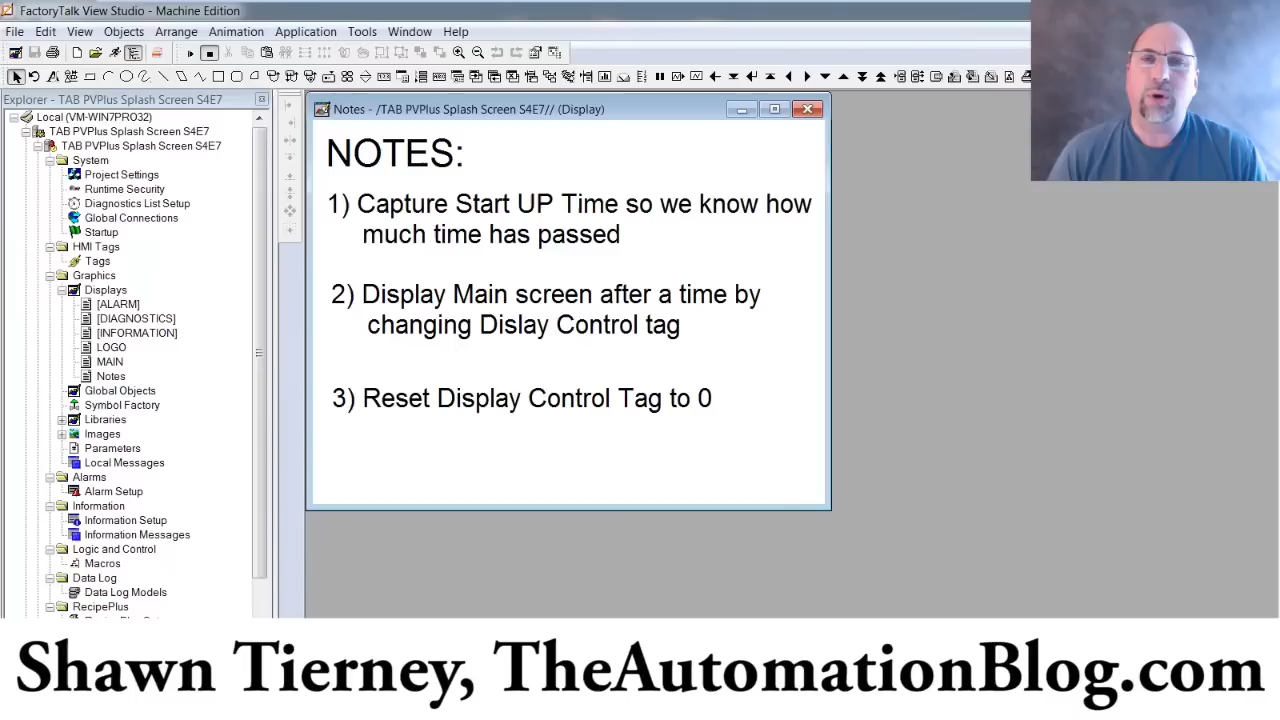 FactoryTalk View Studio - Machine Edition
File Edit View Objects Arrange Animation Application Tools Window Help
Explorer - TAB PVPlus Splash Screen S4E7
Local (VM-WIN7PRO32)
TAB PVPlus Splash Screen S4E7
TAB PVPlus Splash Screen S4E7
System
Project Settings
Runtime Security
Diagnostics List Setup
Global Connections
Startup
HMI Tags
Tags
Graphics
Displays
[ALARM]
[DIAGNOSTICS]
[INFORMATION]
LOGO
MAIN
Notes
Global Objects
Symbol Factory
Libraries
Images
Parameters
Local Messages
Alarms
Alarm Setup
Information
Information Setup
Information Messages
Logic and Control
Macros
Data Log
Data Log Models
RecipePlus
Notes - /TAB PVPlus Splash Screen S4E7// (Display)
NOTES:
1) Capture Start UP Time so we know how
much time has passed
2) Display Main screen after a time by
changing Dislay Control tag
3) Reset Display Control Tag to 0
Shawn Tierney, TheAutomationBlog.com